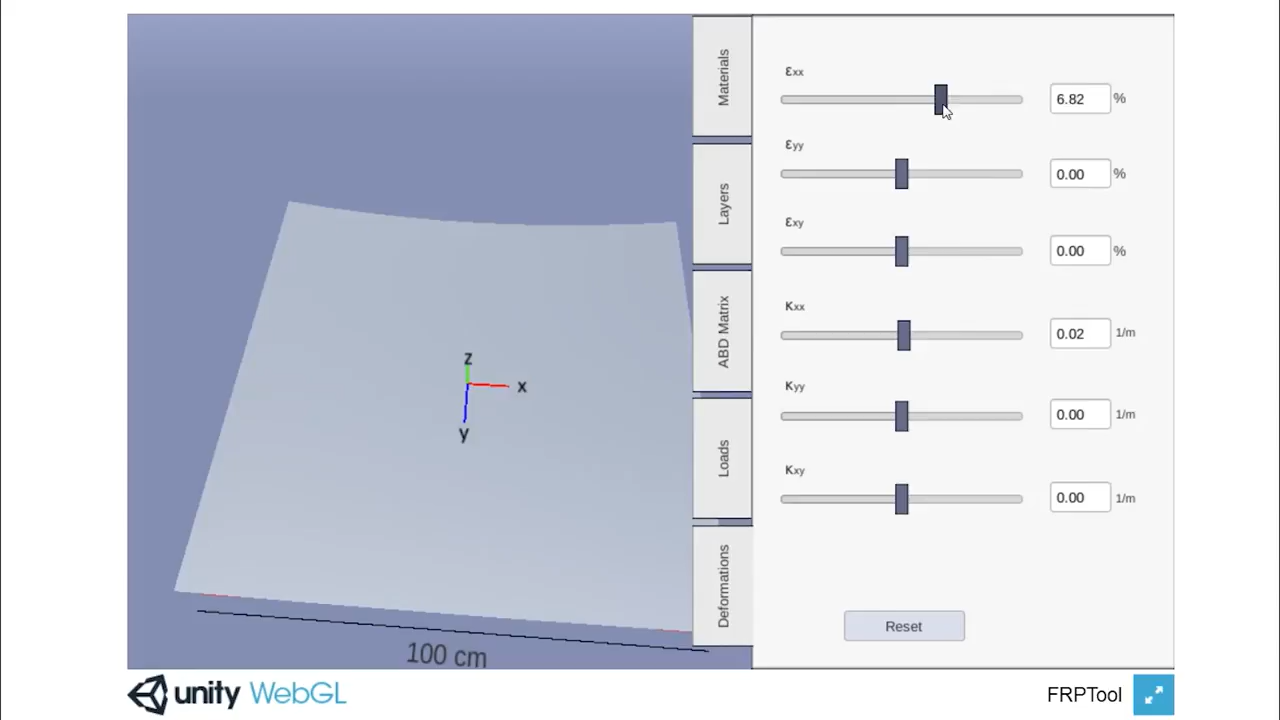 Materials
Layers
ABD Matrix
Loads
Deformations
εxx
6.82 %
εyy
0.00 %
εxy
0.00 %
κxx
0.02 1/m
κyy
0.00 1/m
κxy
0.00 1/m
Reset
z
x
y
100 cm
unity WebGL
FRPTool